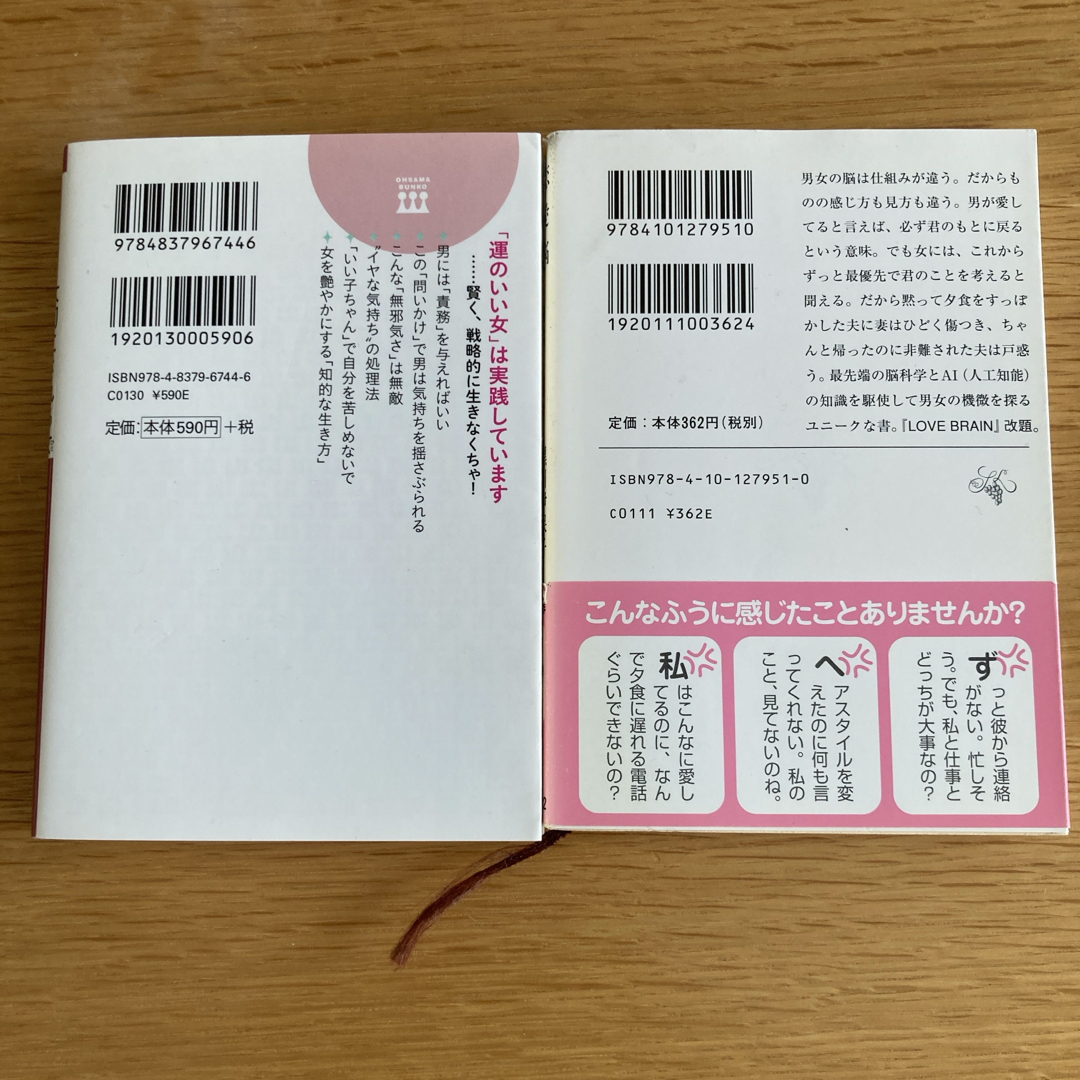 OHSAMA
BUNKO
9784837967446
1920130005906
ISBN978-4-8379-6744-6
C0130 ¥590E
定価：本体590円＋税
「運のいい女」は実践しています
……賢く、戦略的に生きなくちゃ！
男には「責務」を与えればいい
この「問いかけ」で男は気持ちを揺さぶられる
こんな「無邪気さ」は無敵
“イヤな気持ち”の処理法
「いい子ちゃん」で自分を苦しめないで
女を艶やかにする「知的な生き方」
9784101279510
1920111003624
定価：本体362円（税別）
男女の脳は仕組みが違う。だからも
のの感じ方も見方も違う。男が愛し
てると言えば、必ず君のもとに戻る
という意味。でも女には、これから
ずっと最優先で君のことを考えると
聞える。だから黙って夕食をすっぽ
かした夫に妻はひどく傷つき、ちゃ
んと帰ったのに非難された夫は戸惑
う。最先端の脳科学とAI（人工知能）
の知識を駆使して男女の機微を探る
ユニークな書。『LOVE BRAIN』改題。
ISBN978-4-10-127951-0
C0111 ¥362E
こんなふうに感じたことありませんか？
ずっと彼から連絡
がない。忙しそ
う。でも、私と仕事と
どっちが大事なの？
ヘアスタイルを変
えたのに何も言
ってくれない。私の
こと、見てないのね。
私はこんなに愛し
てるのに、なん
で夕食に遅れる電話
ぐらいできないの？